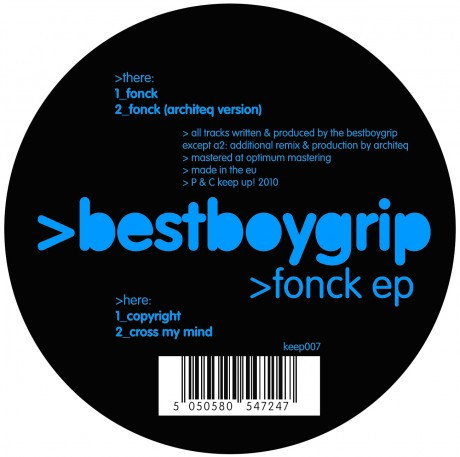 >there:
1_fonck
2_fonck (architeq version)
> all tracks written & produced by the bestboygrip
except a2: additional remix & production by architeq
> mastered at optimum mastering
> made in the eu
> P & C keep up! 2010
>bestboygrip
>fonck ep
>here:
1_copyright
2_cross my mind
keep007
5 050580 547247